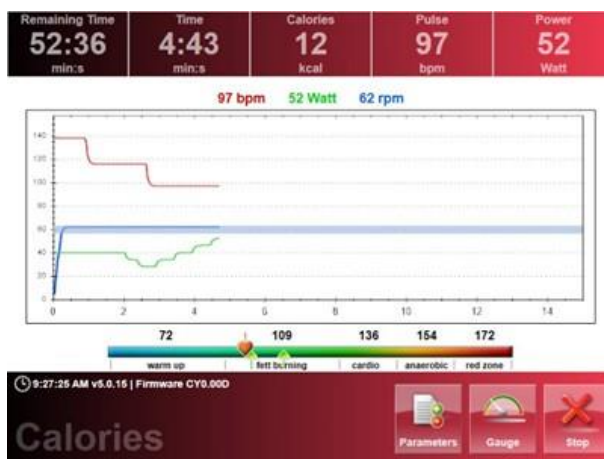 Remaining Time Time Calories Pulse Power
52:36 4:43 12 97 52
min:s min:s kcal bpm Watt
97 bpm 52 Watt 62 rpm
140
120
100
80
60
40
20
0
0 2 4 6 8 10 12 14
72 109 136 154 172
warm up fett burning cardio anaerobic red zone
9:27:25 AM v5.0.15 | Firmware CY0.00D
Calories
Parameters Gauge Stop